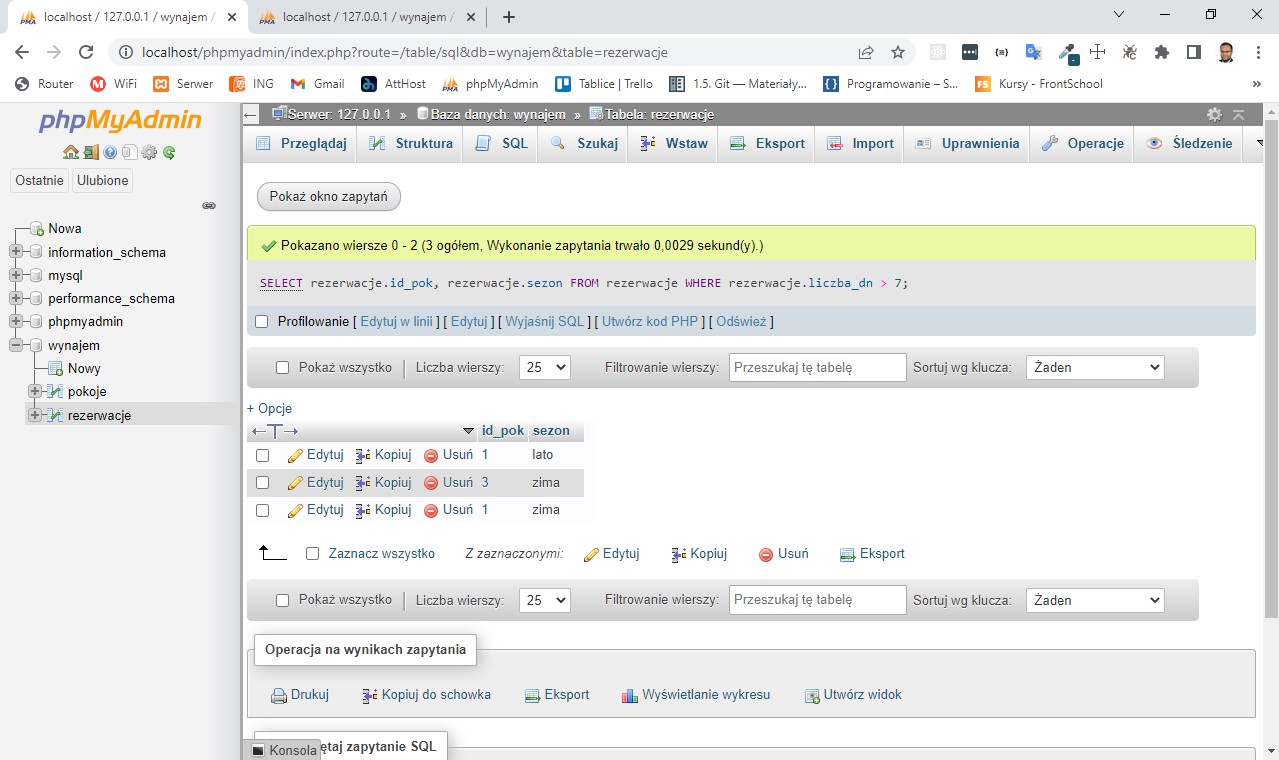 localhost / 127.0.0.1 / wynajem / localhost / 127.0.0.1 / wynajem /
localhost/phpmyadmin/index.php?route=/table/sql&db=wynajem&table=rezerwacje
Router WiFi Serwer ING Gmail AttHost phpMyAdmin Tablice | Trello 1.5. Git — Materiały... Programowanie – S... Kursy - FrontSchool »
phpMyAdmin
Ostatnie Ulubione
Nowa
information_schema
mysql
performance_schema
phpmyadmin
wynajem
Nowy
pokoje
rezerwacje
Serwer: 127.0.0.1 » Baza danych: wynajem » Tabela: rezerwacje
Przeglądaj Struktura SQL Szukaj Wstaw Eksport Import Uprawnienia Operacje Śledzenie
Pokaż okno zapytań
Pokazano wiersze 0 - 2 (3 ogółem, Wykonanie zapytania trwało 0,0029 sekund(y).)
SELECT rezerwacje.id_pok, rezerwacje.sezon FROM rezerwacje WHERE rezerwacje.liczba_dn > 7;
Profilowanie [ Edytuj w linii ] [ Edytuj ] [ Wyjaśnij SQL ] [ Utwórz kod PHP ] [ Odśwież ]
Pokaż wszystko | Liczba wierszy: 25 Filtrowanie wierszy: Przeszukaj tę tabelę Sortuj wg klucza: Żaden
+ Opcje
←T→ id_pok sezon
Edytuj Kopiuj Usuń 1 lato
Edytuj Kopiuj Usuń 3 zima
Edytuj Kopiuj Usuń 1 zima
Zaznacz wszystko Z zaznaczonymi: Edytuj Kopiuj Usuń Eksport
Pokaż wszystko | Liczba wierszy: 25 Filtrowanie wierszy: Przeszukaj tę tabelę Sortuj wg klucza: Żaden
Operacja na wynikach zapytania
Drukuj Kopiuj do schowka Eksport Wyświetlanie wykresu Utwórz widok
Konsola ętaj zapytanie SQL